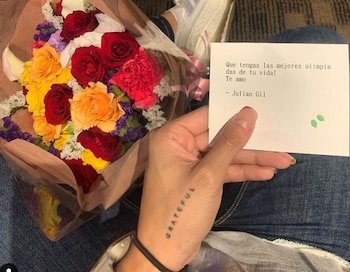 Que tengas las mejores olimpia
das de tu vida!
Te amo
- Julian Gil
grateful